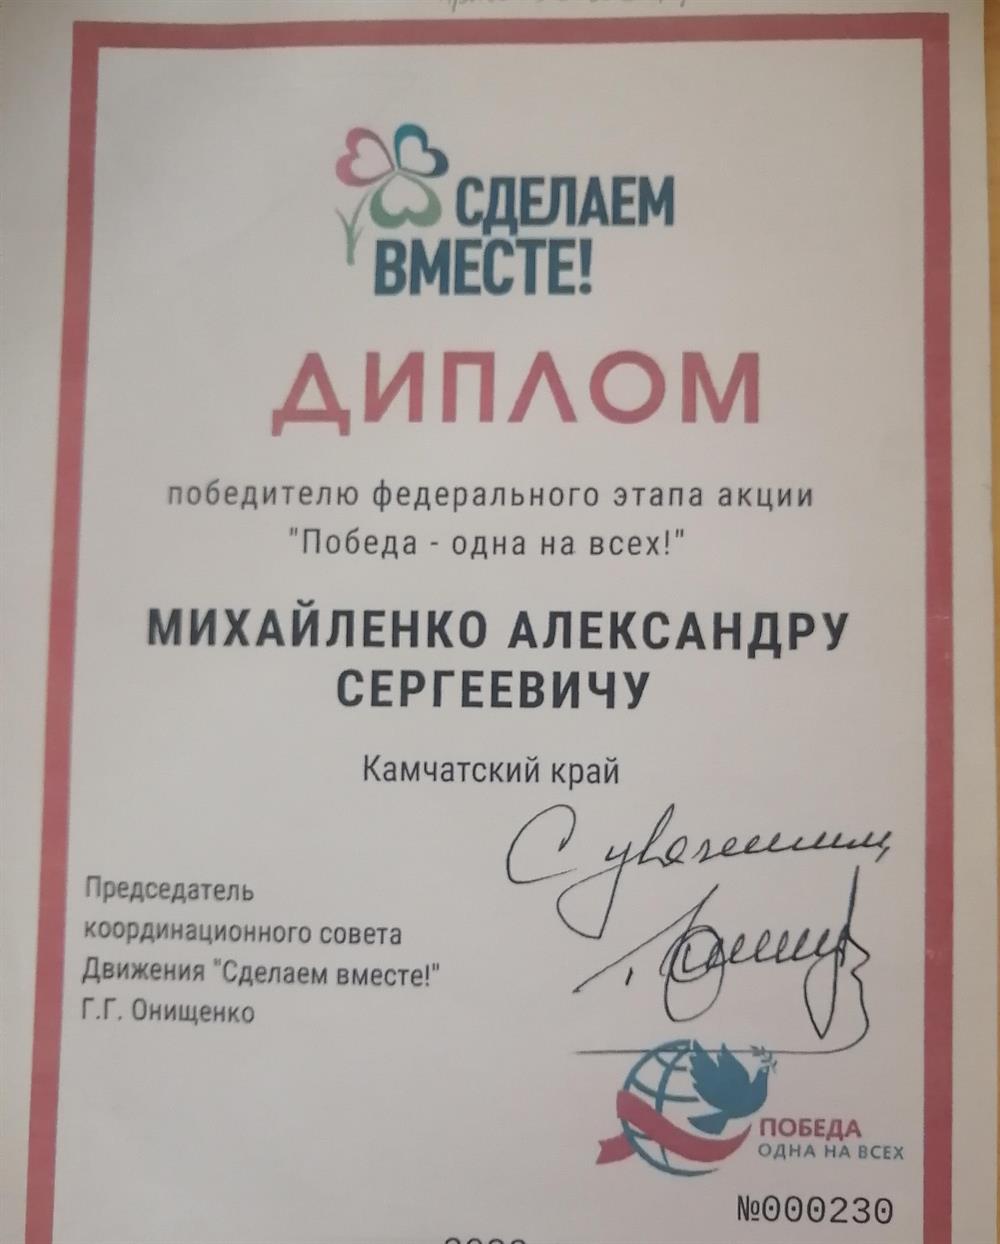 СДЕЛАЕМ
ВМЕСТЕ!
ДИПЛОМ
победителю федерального этапа акции
"Победа - одна на всех!"
МИХАЙЛЕНКО АЛЕКСАНДРУ
СЕРГЕЕВИЧУ
Камчатский край
С уважением,
Председатель
координационного совета
Движения "Сделаем вместе!"
Г.Г. Онищенко
ПОБЕДА
ОДНА НА ВСЕХ
№000230